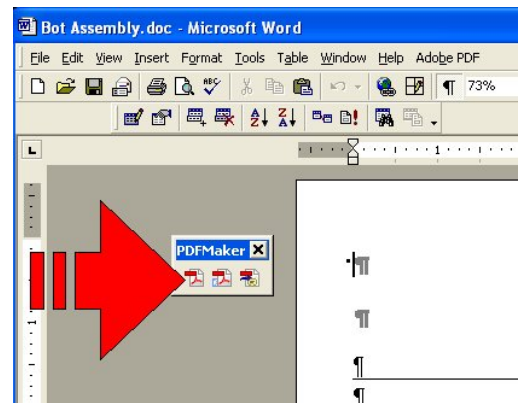 Bot Assembly.doc - Microsoft Word
File Edit View Insert Format Tools Table Window Help Adobe PDF
¶ 73%
L
1
PDFMaker
¶
¶
1
¶
¶